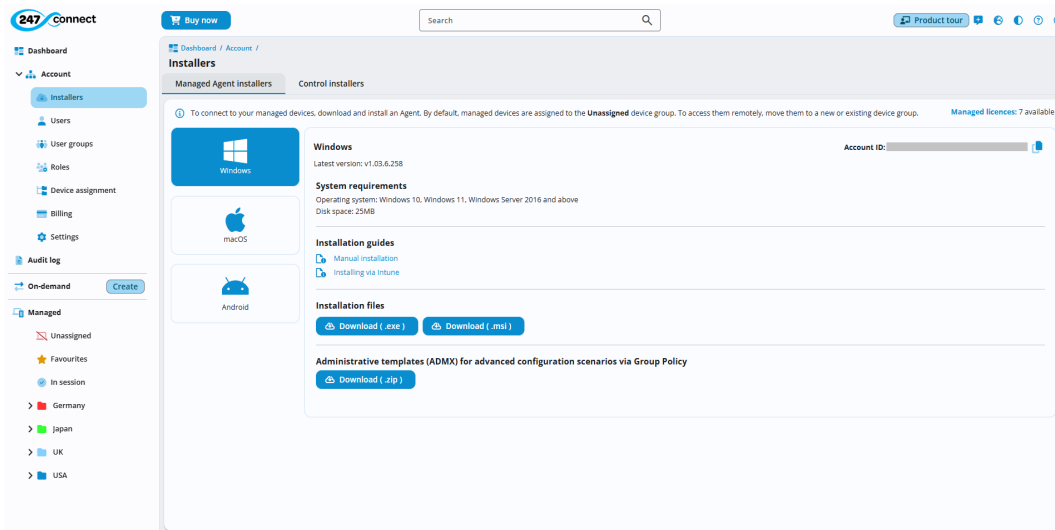 247 connect
Buy now
Search
Product tour
Dashboard
Account
Installers
Users
User groups
Roles
Device assignment
Billing
Settings
Audit log
On-demand
Create
Managed
Unassigned
Favourites
In session
Germany
Japan
UK
USA
Dashboard / Account /
Installers
Managed Agent installers
Control installers
To connect to your managed devices, download and install an Agent. By default, managed devices are assigned to the Unassigned device group. To access them remotely, move them to a new or existing device group.
Managed licences: 7 available
Windows
macOS
Android
Windows
Account ID:
Latest version: v1.03.6.258
System requirements
Operating system: Windows 10, Windows 11, Windows Server 2016 and above
Disk space: 25MB
Installation guides
Manual installation
Installing via Intune
Installation files
Download ( .exe )
Download ( .msi )
Administrative templates (ADMX) for advanced configuration scenarios via Group Policy
Download ( .zip )